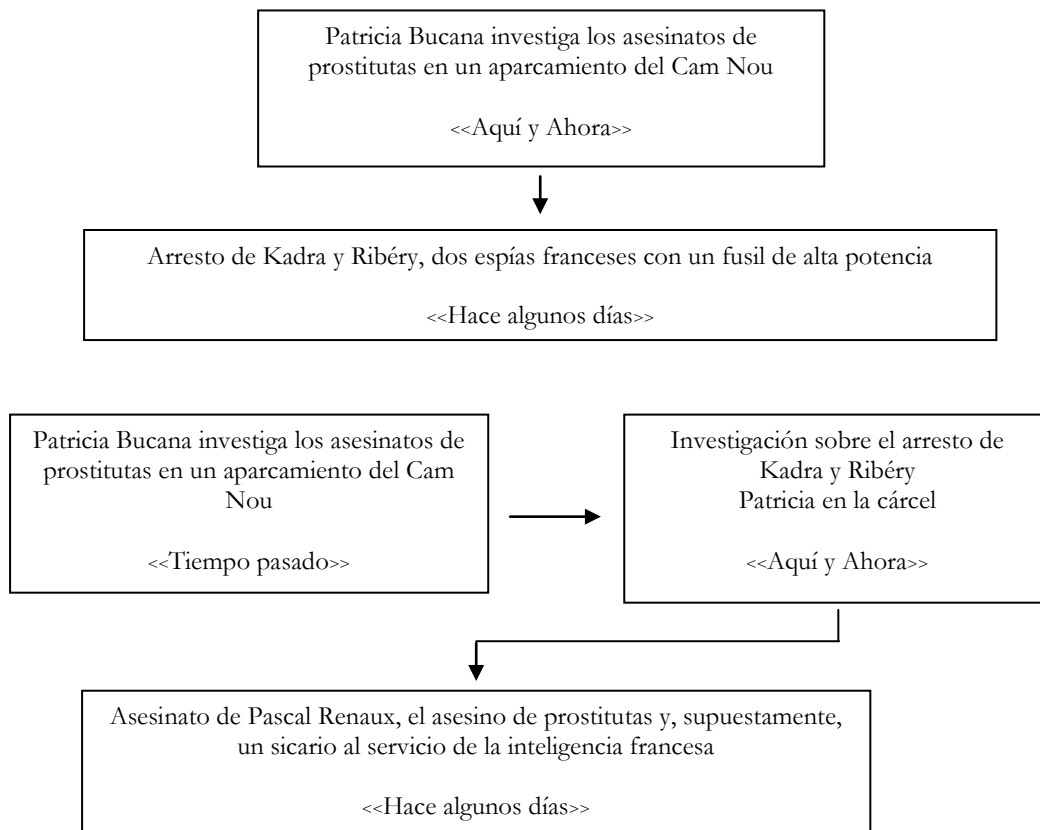 Patricia Bucana investiga los asesinatos de
prostitutas en un aparcamiento del Cam Nou
<<Aquí y Ahora>>
Arresto de Kadra y Ribéry, dos espías franceses con un fusil de alta potencia
<<Hace algunos días>>
Patricia Bucana investiga los asesinatos de
prostitutas en un aparcamiento del Cam
Nou
<<Tiempo pasado>>
Investigación sobre el arresto de
Kadra y Ribéry
Patricia en la cárcel
<<Aquí y Ahora>>
Asesinato de Pascal Renaux, el asesino de prostitutas y, supuestamente,
un sicario al servicio de la inteligencia francesa
<<Hace algunos días>>